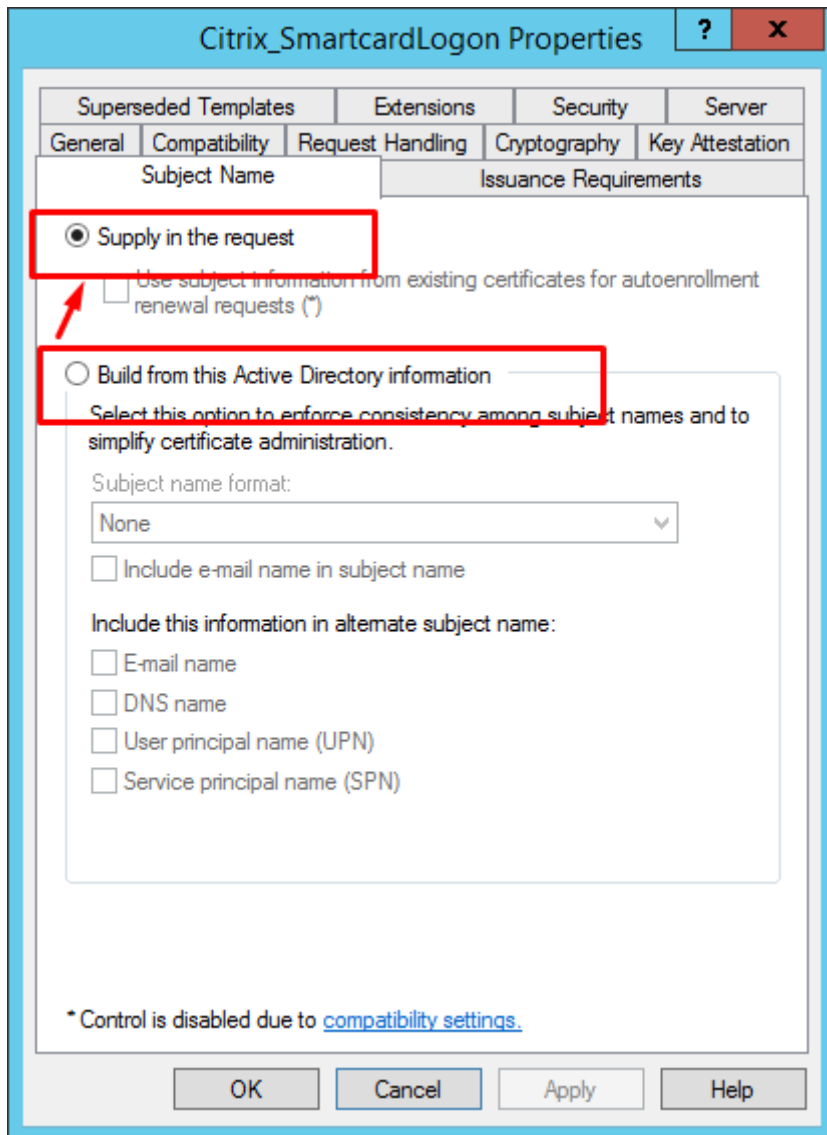 Citrix_SmartcardLogon Properties
?
x
Superseded Templates
Extensions
Security
Server
General
Compatibility
Request Handling
Cryptography
Key Attestation
Subject Name
Issuance Requirements
Supply in the request
Use subject information from existing certificates for autoenrollment
renewal requests (*)
Build from this Active Directory information
Select this option to enforce consistency among subject names and to
simplify certificate administration.
Subject name format:
None
Include e-mail name in subject name
Include this information in alternate subject name:
E-mail name
DNS name
User principal name (UPN)
Service principal name (SPN)
* Control is disabled due to compatibility settings.
OK
Cancel
Apply
Help